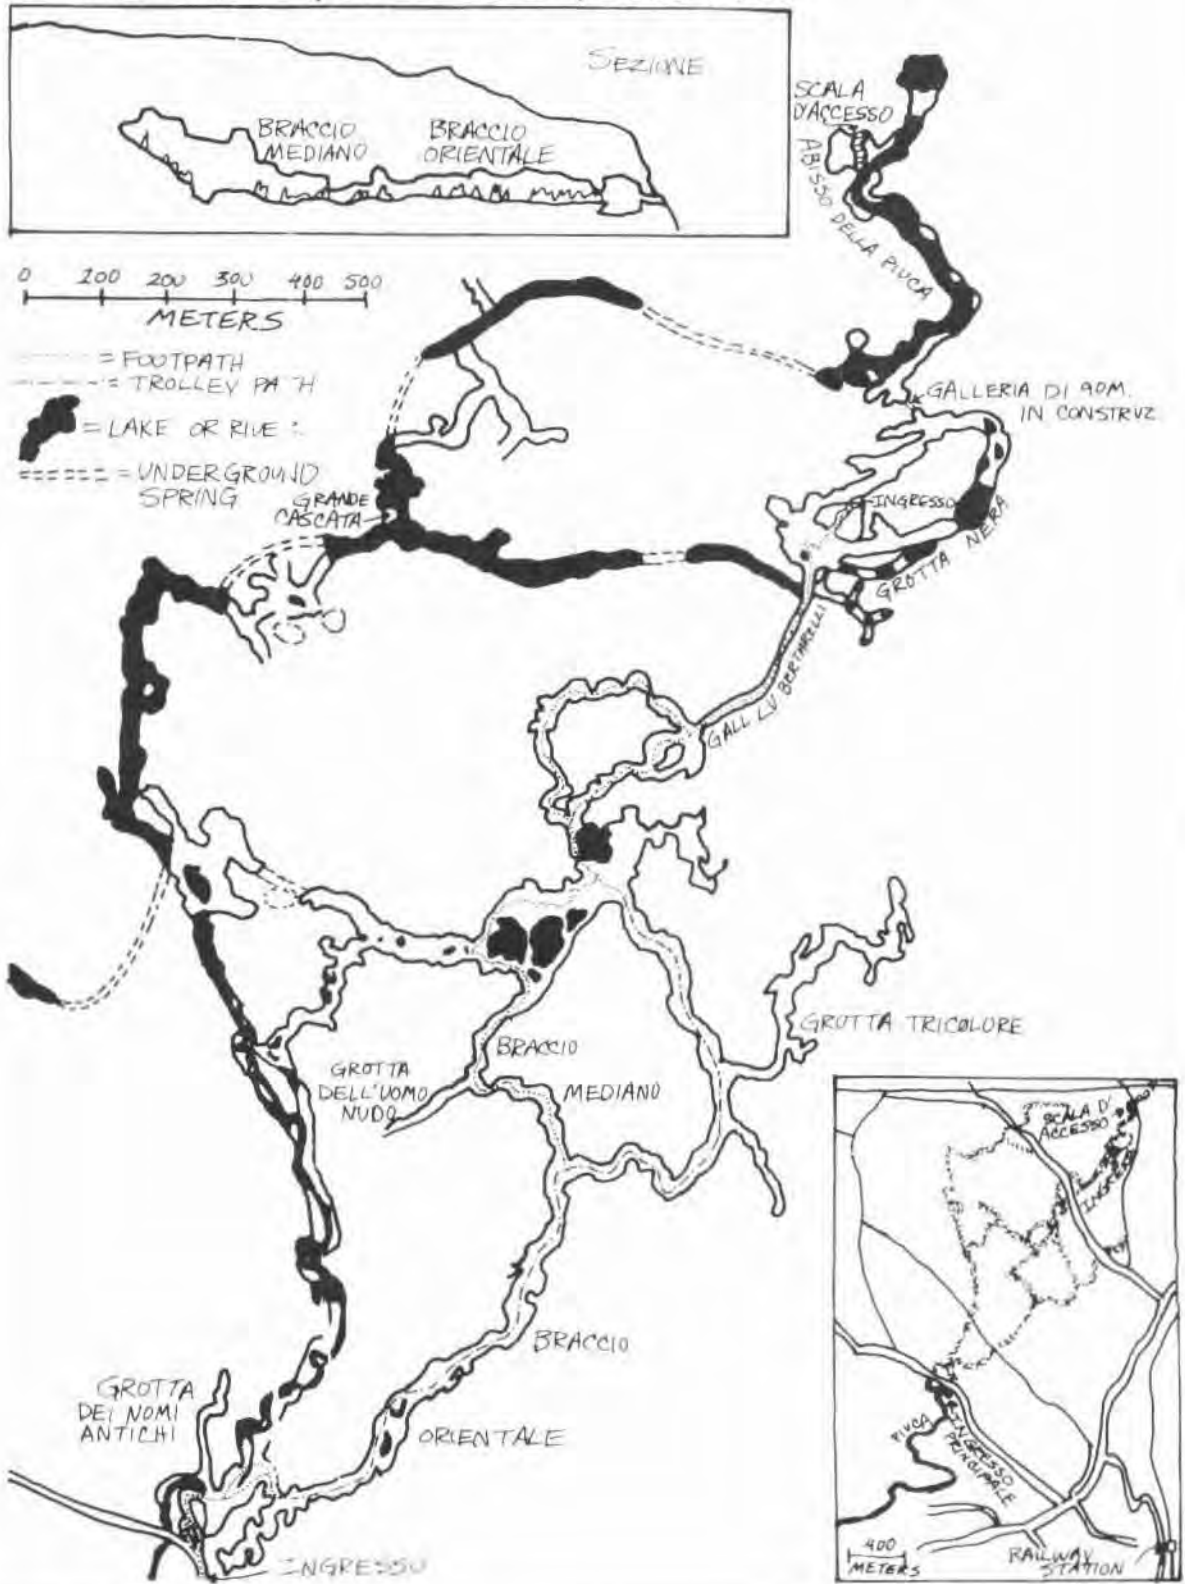 SEZIONE
BRACCIO
MEDIANO
BRACCIO
ORIENTALE
SCALA
D'ACCESSO
ABISSO DELLA PIUCA
0 100 200 300 400 500
METERS
= FOOTPATH
= TROLLEY PATH
= LAKE OR RIVE
= UNDERGROUND
SPRING
GRANDE
CASCATA
GALLERIA DI 90M.
IN CONSTRUZ
INGRESSO
GROTTA NERA
GALL LV BERTARELLI
GROTTA TRICOLORE
BRACCIO
MEDIANO
GROTTA
DELL'UOMO
NUDO
BRACCIO
ORIENTALE
GROTTA
DEI NOMI
ANTICHI
INGRESSO
SCALA D'
ACCESSO
PIUCA
INGRESSO
PRINCIPALE
400
METERS
RAILWAY
STATION